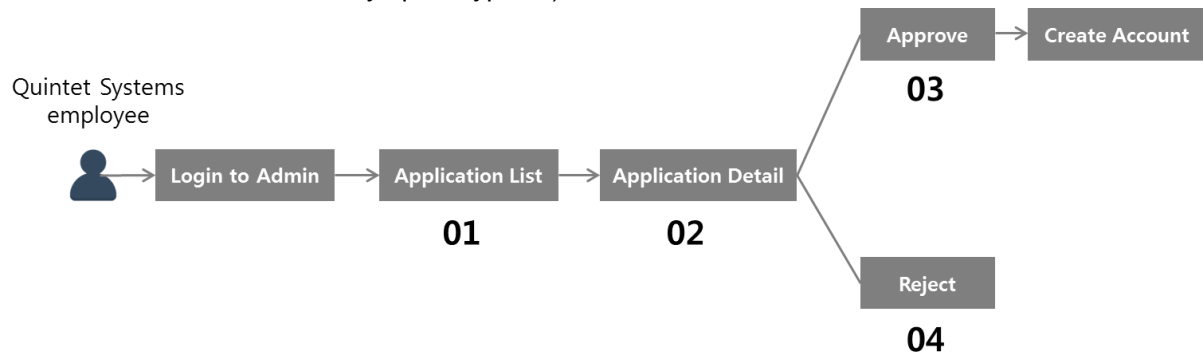 Quintet Systems
employee
Login to Admin
Application List
01
Application Detail
02
Approve
03
Create Account
Reject
04